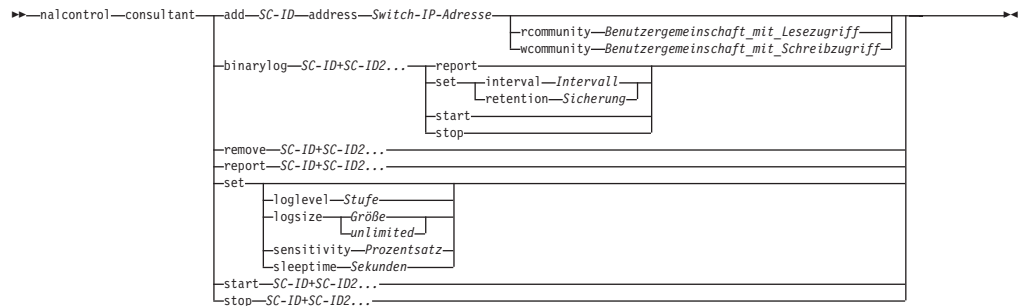 nalcontrol consultant add SC-ID address Switch-IP-Adresse
rcommunity Benutzergemeinschaft_mit_Lesezugriff
wcommunity Benutzergemeinschaft_mit_Schreibzugriff
binarylog SC-ID+SC-ID2... report
set interval Intervall
retention Sicherung
start
stop
remove SC-ID+SC-ID2...
report SC-ID+SC-ID2...
set
loglevel Stufe
logsize Größe
unlimited
sensitivity Prozentsatz
sleeptime Sekunden
start SC-ID+SC-ID2...
stop SC-ID+SC-ID2...